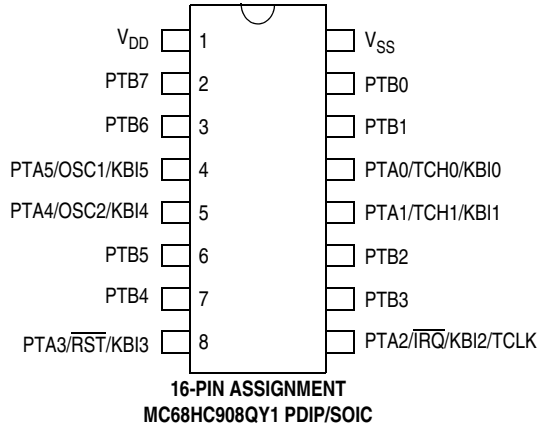 VDD 1 VSS
PTB7 2 PTB0
PTB6 3 PTB1
PTA5/OSC1/KBI5 4 PTA0/TCH0/KBI0
PTA4/OSC2/KBI4 5 PTA1/TCH1/KBI1
PTB5 6 PTB2
PTB4 7 PTB3
PTA3/RST/KBI3 8 PTA2/IRQ/KBI2/TCLK
16-PIN ASSIGNMENT
MC68HC908QY1 PDIP/SOIC